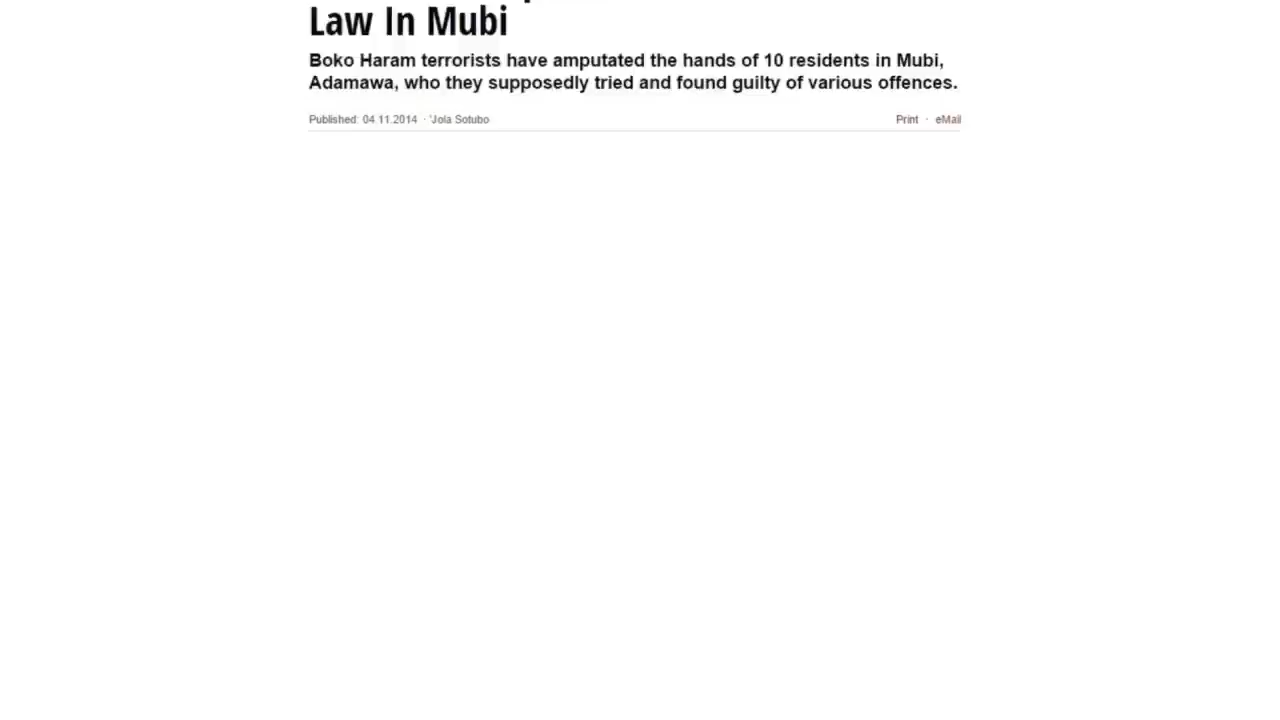 Law In Mubi
Boko Haram terrorists have amputated the hands of 10 residents in Mubi,
Adamawa, who they supposedly tried and found guilty of various offences.
Published: 04.11.2014 · 'Jola Sotubo
Print · eMail